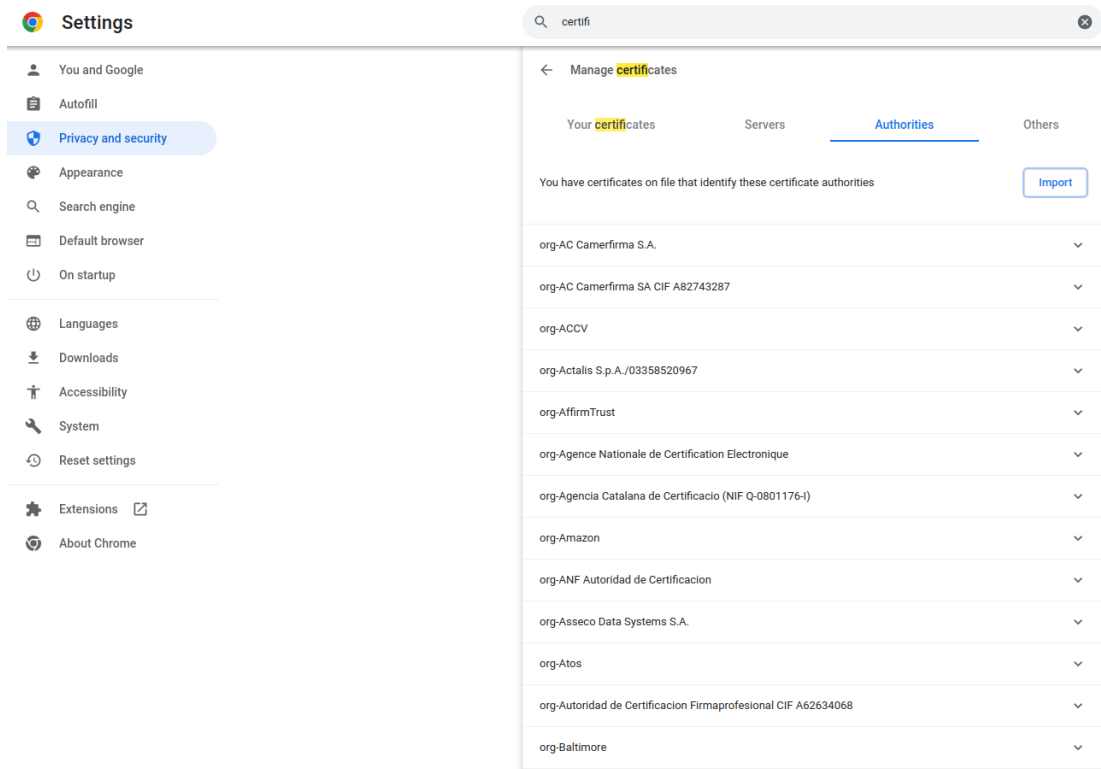 Settings
certifi
You and Google
Autofill
Privacy and security
Appearance
Search engine
Default browser
On startup
Languages
Downloads
Accessibility
System
Reset settings
Extensions
About Chrome
Manage certificates
Your certificates Servers Authorities Others
You have certificates on file that identify these certificate authorities Import
org-AC Camerfirma S.A.
org-AC Camerfirma SA CIF A82743287
org-ACCV
org-Actalis S.p.A./03358520967
org-AffirmTrust
org-Agence Nationale de Certification Electronique
org-Agencia Catalana de Certificacio (NIF Q-0801176-I)
org-Amazon
org-ANF Autoridad de Certificacion
org-Asseco Data Systems S.A.
org-Atos
org-Autoridad de Certificacion Firmaprofesional CIF A62634068
org-Baltimore